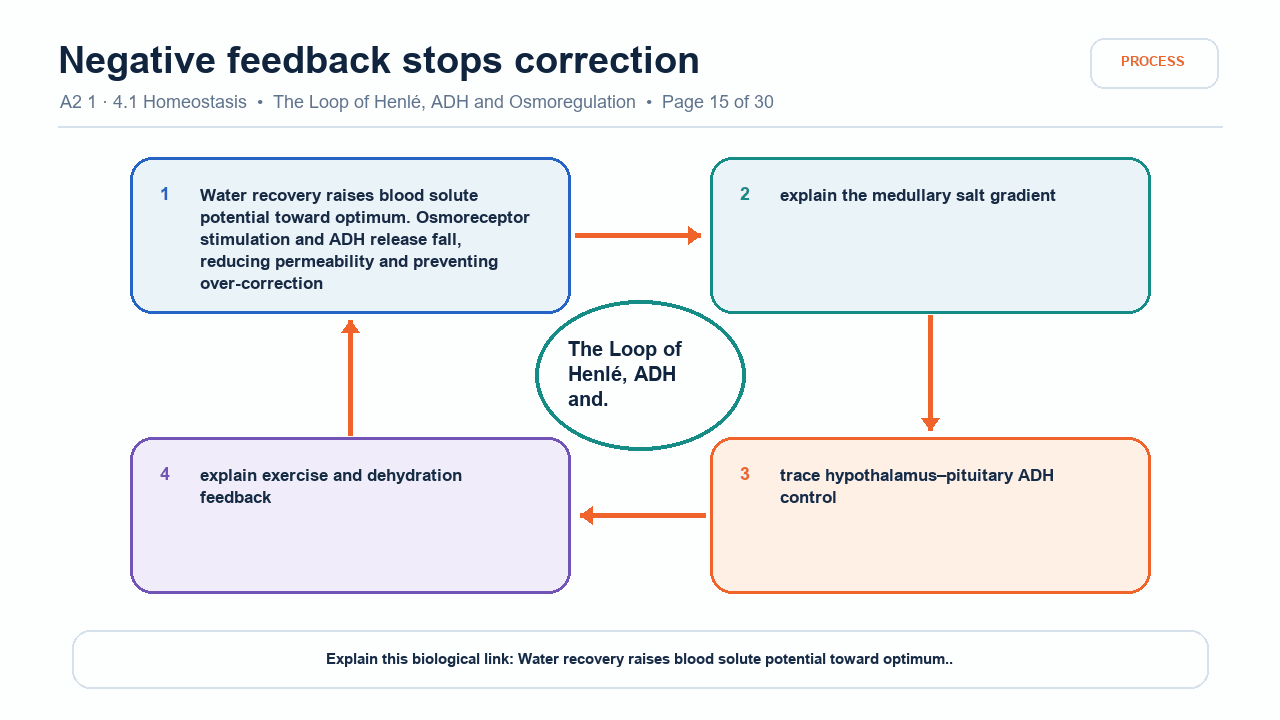 Negative feedback stops correction
PROCESS
A2 1 · 4.1 Homeostasis • The Loop of Henlé, ADH and Osmoregulation • Page 15 of 30
1 Water recovery raises blood solute
potential toward optimum. Osmoreceptor
stimulation and ADH release fall,
reducing permeability and preventing
over-correction
2 explain the medullary salt gradient
The Loop of
Henlé, ADH
and.
4 explain exercise and dehydration
feedback
3 trace hypothalamus–pituitary ADH
control
Explain this biological link: Water recovery raises blood solute potential toward optimum..